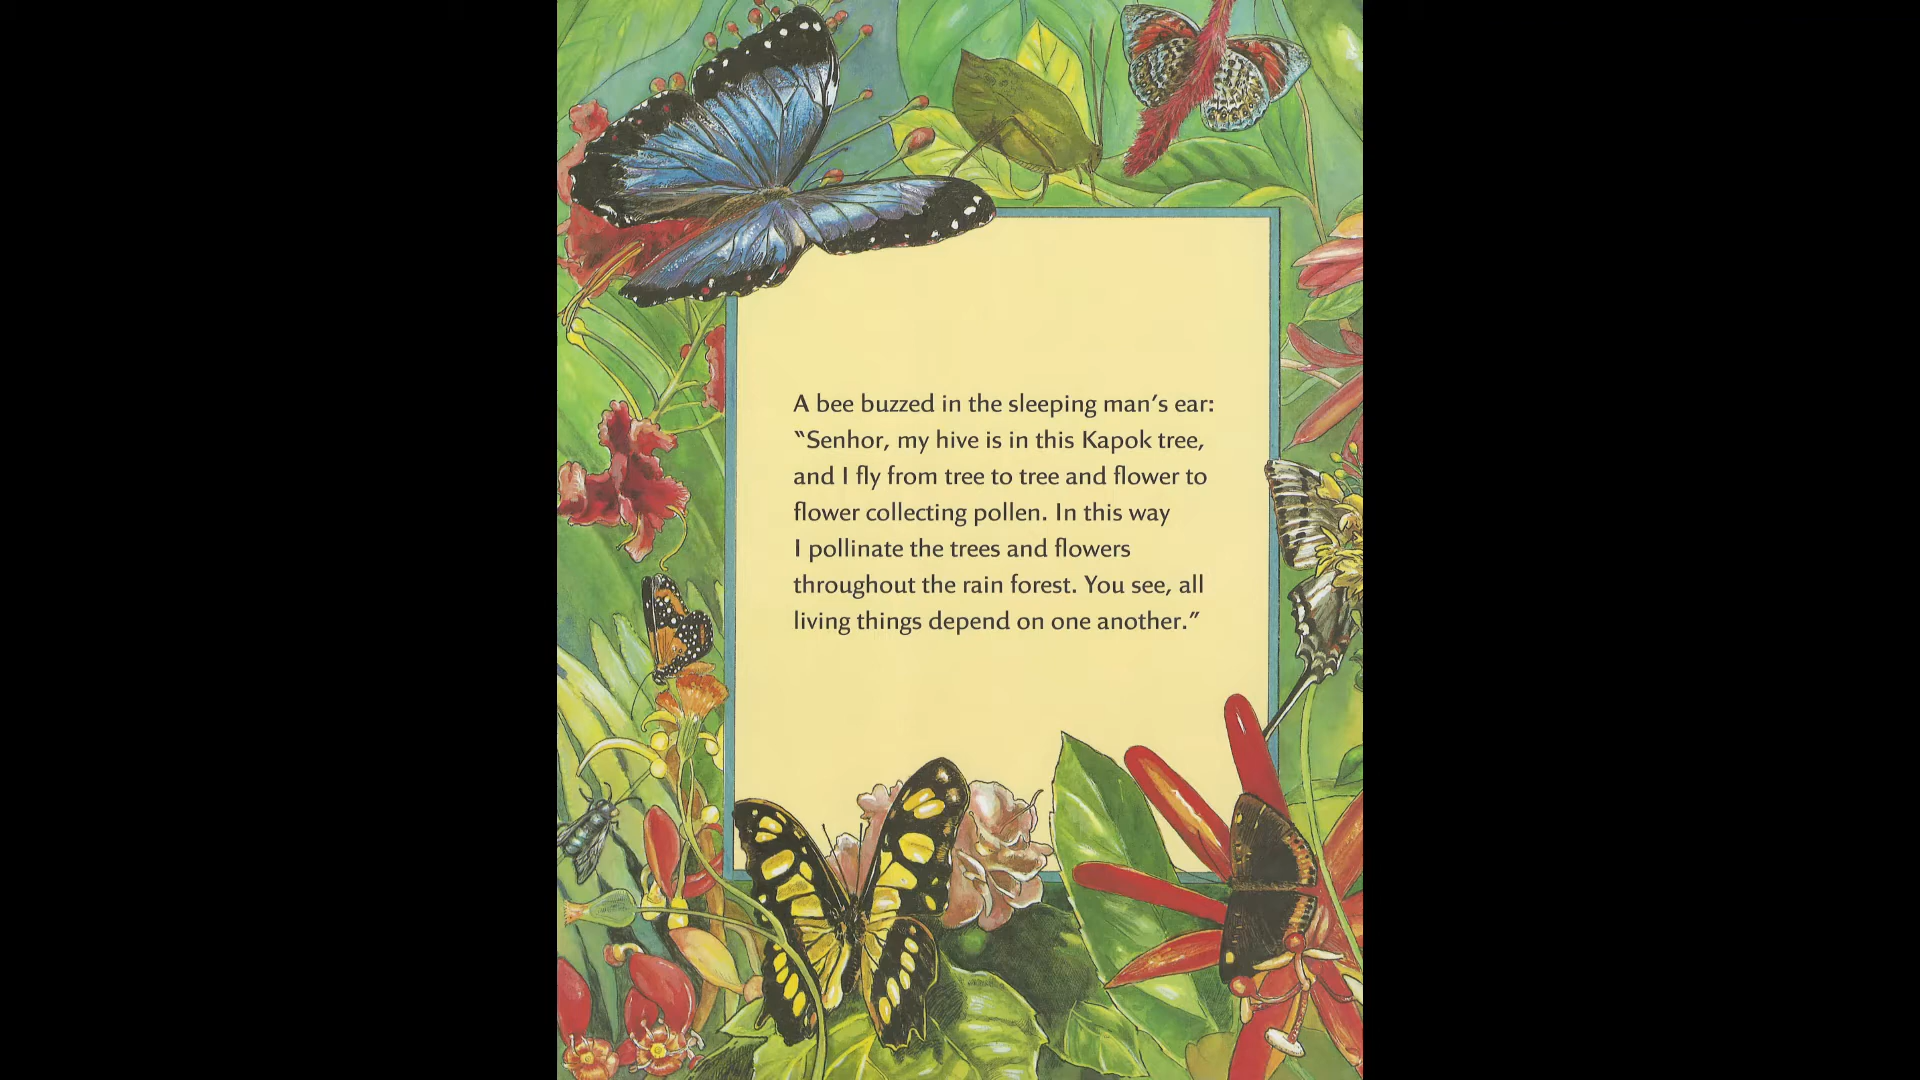 A bee buzzed in the sleeping man's ear:
“Senhor, my hive is in this Kapok tree,
and I fly from tree to tree and flower to
flower collecting pollen. In this way
I pollinate the trees and flowers
throughout the rain forest. You see, all
living things depend on one another.”